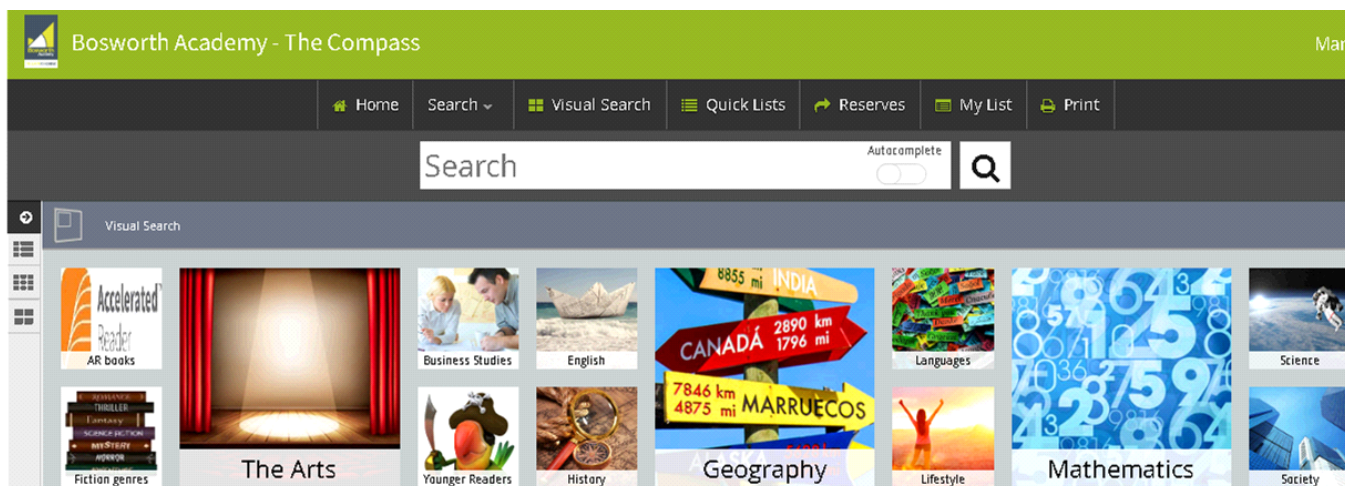 Bosworth Academy - The Compass
Mar
Home Search Visual Search Quick Lists Reserves My List Print
Search
Autocomplete
Visual Search
Accelerated
Reader
AR books
The Arts
Business Studies
English
8855 mi INDIA
CANADÁ 2890 km
1796 mi
7846 km
4875 mi MARRUECOS
ALASKA
Geography
Languages
Mathematics
Science
ROMANCE
THRILLER
Fantasy
SCIENCE FICTION
MYSTERY
HORROR
Fiction genres
Younger Readers
History
Lifestyle
Society